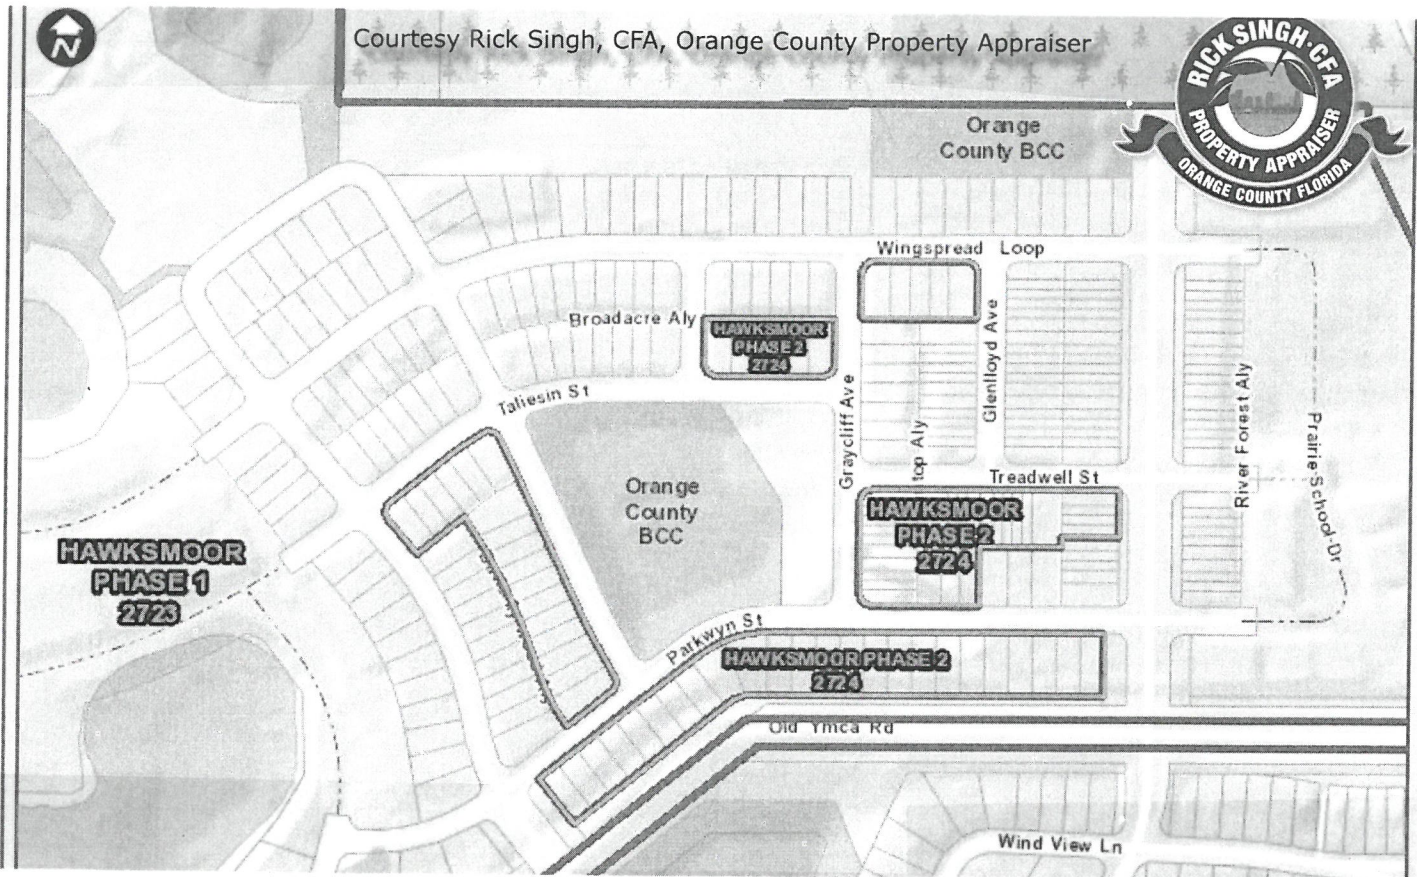 N
Courtesy Rick Singh, CFA, Orange County Property Appraiser
RICK SINGH, CFA
PROPERTY APPRAISER
ORANGE COUNTY FLORIDA
Orange
County BCC
Wingspread Loop
Broadacre Aly
HAWKSMOOR
PHASE 2
2724
Glenlloyd Ave
Taliesin St
Graycliff Ave
top Aly
River Forest Aly
Prairie-School-Dr
Orange
County
BCC
Treadwell St
HAWKSMOOR
PHASE 2
2724
HAWKSMOOR
PHASE 1
2723
Parkwyn St
HAWKSMOOR PHASE 2
2724
Old Ymca Rd
Wind View Ln